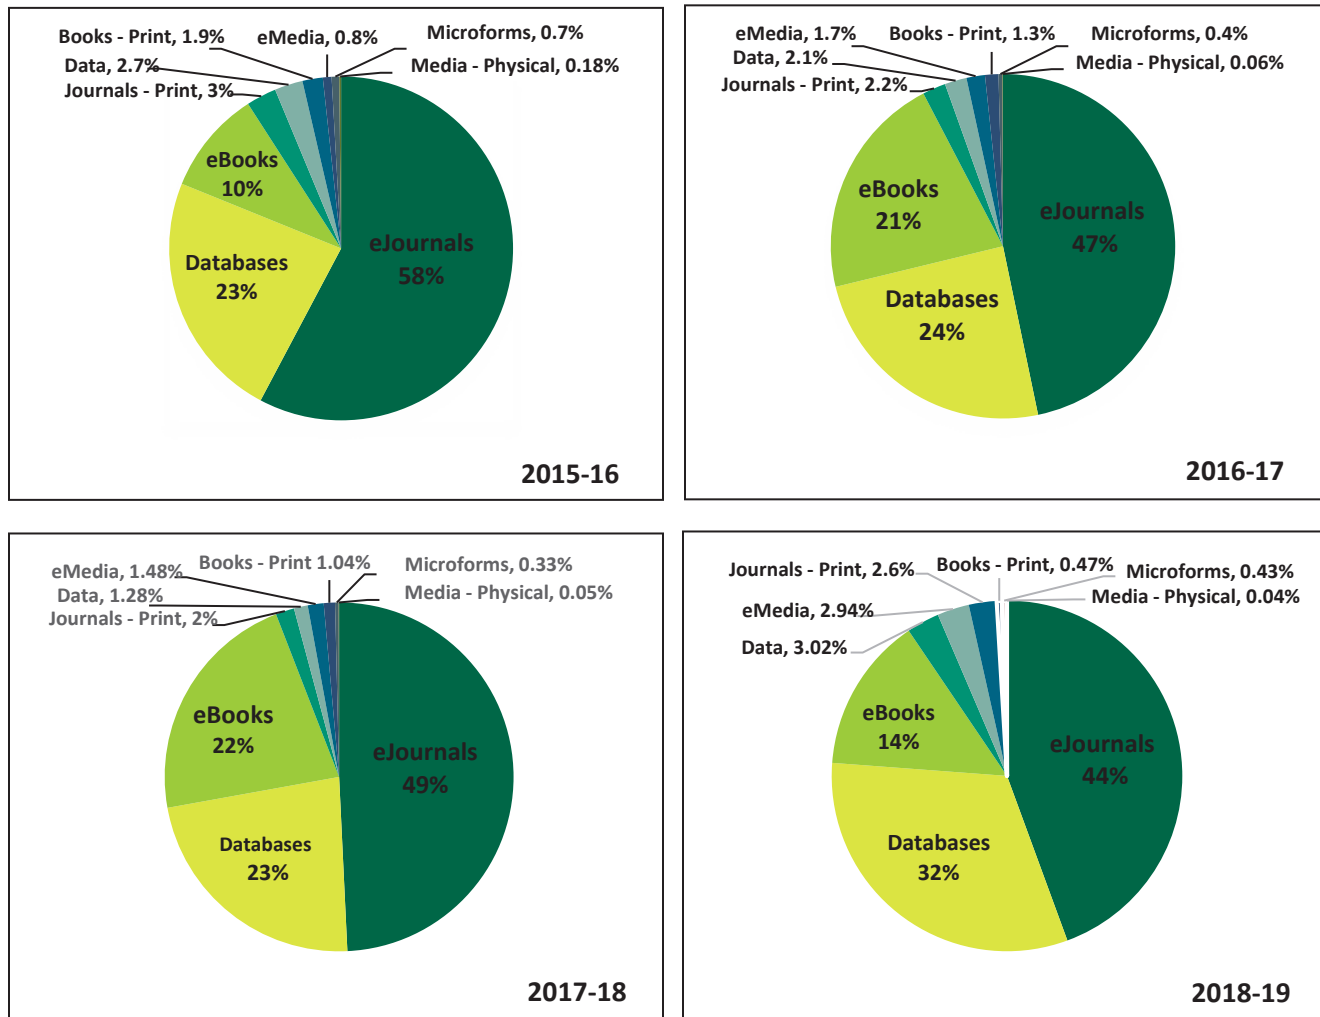 Books - Print, 1.9%
eMedia, 0.8%
Microforms, 0.7%
Data, 2.7%
Media - Physical, 0.18%
Journals - Print, 3%
eBooks
10%
Databases
23%
eJournals
58%
2015-16
eMedia, 1.7%
Books - Print, 1.3%
Microforms, 0.4%
Data, 2.1%
Media - Physical, 0.06%
Journals - Print, 2.2%
eBooks
21%
eJournals
47%
Databases
24%
2016-17
Books - Print 1.04%
Microforms, 0.33%
eMedia, 1.48%
Data, 1.28%
Media - Physical, 0.05%
Journals - Print, 2%
eBooks
22%
eJournals
49%
Databases
23%
2017-18
Journals - Print, 2.6%
Books - Print, 0.47%
Microforms, 0.43%
Media - Physical, 0.04%
eMedia, 2.94%
Data, 3.02%
eBooks
14%
eJournals
44%
Databases
32%
2018-19